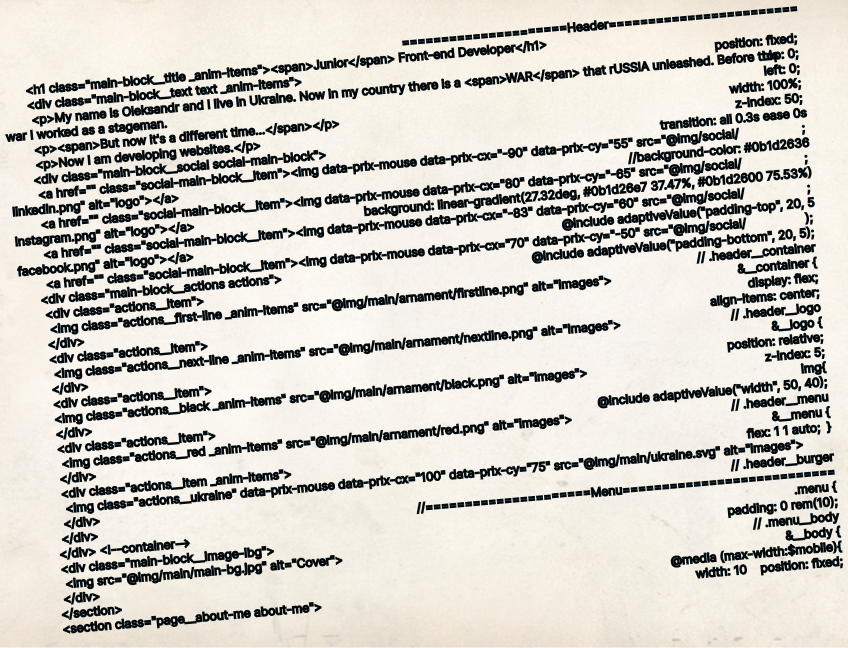 =====================Header========================
<h1 class="main-block__title _anim-items"><span>Junior</span> Front-end Developer</h1>
<div class="main-block__text text _anim-items">
<p>My name is Oleksandr and I live in Ukraine. Now in my country there is a <span>WAR</span> that rUSSIA unleashed. Before this
war I worked as a stageman.
<p><span>But now it's a different time...</span></p>
<p>Now I am developing websites.</p>
<div class="main-block__social social-main-block">
<a href="" class="social-main-block__item"><img data-prlx-mouse data-prlx-cx="-90" data-prlx-cy="55" src="@img/social/
linkedin.png" alt="logo"></a>
<a href="" class="social-main-block__item"><img data-prlx-mouse data-prlx-cx="80" data-prlx-cy="-65" src="@img/social/
instagram.png" alt="logo"></a>
<a href="" class="social-main-block__item"><img data-prlx-mouse data-prlx-cx="-83" data-prlx-cy="60" src="@img/social/
facebook.png" alt="logo"></a>
<a href="" class="social-main-block__item"><img data-prlx-mouse data-prlx-cx="70" data-prlx-cy="-50" src="@img/social/
<div class="main-block__actions actions">
<div class="actions__item">
<img class="actions__first-line _anim-items" src="@img/main/arnament/firstline.png" alt="images">
</div>
<div class="actions__item">
<img class="actions__next-line _anim-items" src="@img/main/arnament/nextline.png" alt="images">
</div>
<div class="actions__item">
<img class="actions__black _anim-items" src="@img/main/arnament/black.png" alt="images">
</div>
<div class="actions__item">
<img class="actions__red _anim-items" src="@img/main/arnament/red.png" alt="images">
</div>
<div class="actions__item _anim-items">
<img class="actions__ukraine" data-prlx-mouse data-prlx-cx="100" data-prlx-cy="75" src="@img/main/ukraine.svg" alt="images">
</div>
</div>
</div> <!--container-->
<div class="main-block__image-ibg">
<img src="@img/main/main-bg.jpg" alt="Cover">
</div>
</section>
<section class="page__about-me about-me">
position: fixed;
top: 0;
left: 0;
width: 100%;
z-index: 50;
transition: all 0.3s ease 0s
;
//background-color: #0b1d2636
;
background: linear-gradient(27.32deg, #0b1d26e7 37.47%, #0b1d2600 75.53%)
;
@include adaptiveValue("padding-top", 20, 5
);
@include adaptiveValue("padding-bottom", 20, 5);
// .header__container
&__container {
display: flex;
align-items: center;
// .header__logo
&__logo {
position: relative;
z-index: 5;
img{
@include adaptiveValue("width", 50, 40);
// .header__menu
&__menu {
flex: 1 1 auto; }
// .header__burger
//=====================Menu===========================
.menu {
padding: 0 rem(10);
// .menu__body
&__body {
@media (max-width:$mobile){
width: 10 position: fixed;